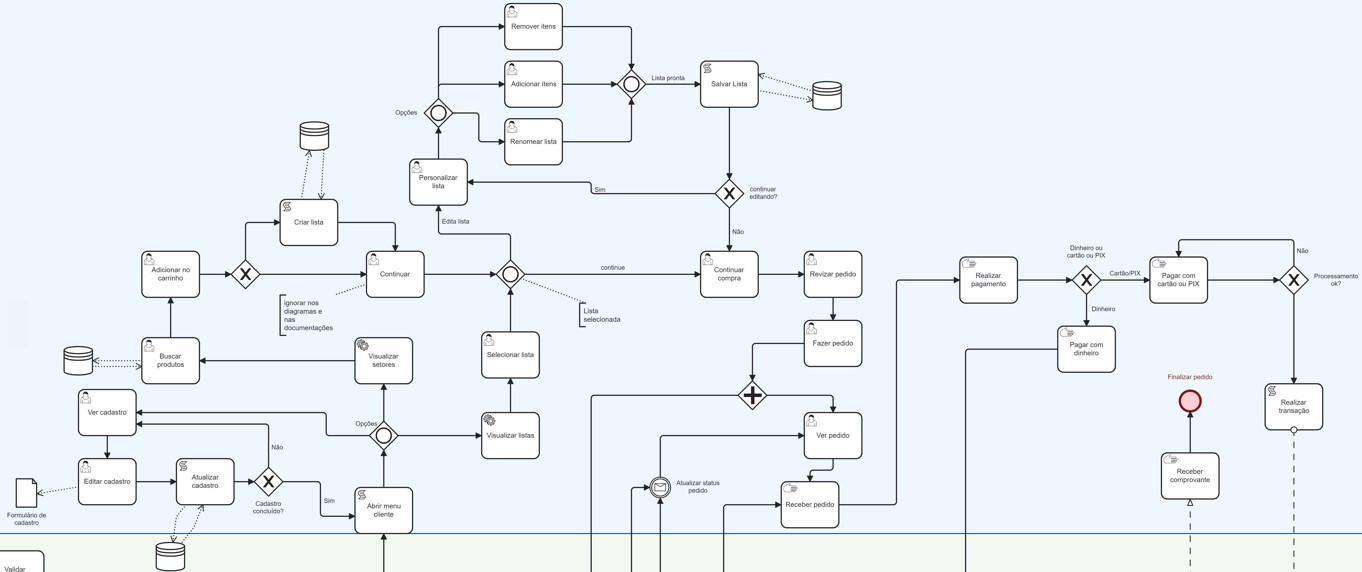 Remover itens
Adicionar itens
Lista pronta
Salvar Lista
Opções
Renomear lista
Personalizar
lista
Sim
continuar
editando?
Criar lista
Edita lista
Não
Adicionar no
carrinho
Continuar
continue
Continuar
compra
Revizar pedido
Realizar
pagamento
Dinheiro ou
cartão ou PIX
Cartão/PIX
Pagar com
cartão ou PIX
Não
Processamento
ok?
ignorar nos
diagramas e
nas
documentações
Lista
selecionada
Dinheiro
Buscar
produtos
Visualizar
setores
Selecionar lista
Fazer pedido
Pagar com
dinheiro
Finalizar pedido
Ver cadastro
Opções
Visualizar listas
Ver pedido
Realizar
transação
Não
Editar cadastro
Atualizar
cadastro
Cadastro
concluído?
Sim
Abrir menu
cliente
Atualizar status
pedido
Receber pedido
Receber
comprovante
Formulário de
cadastro
Validar